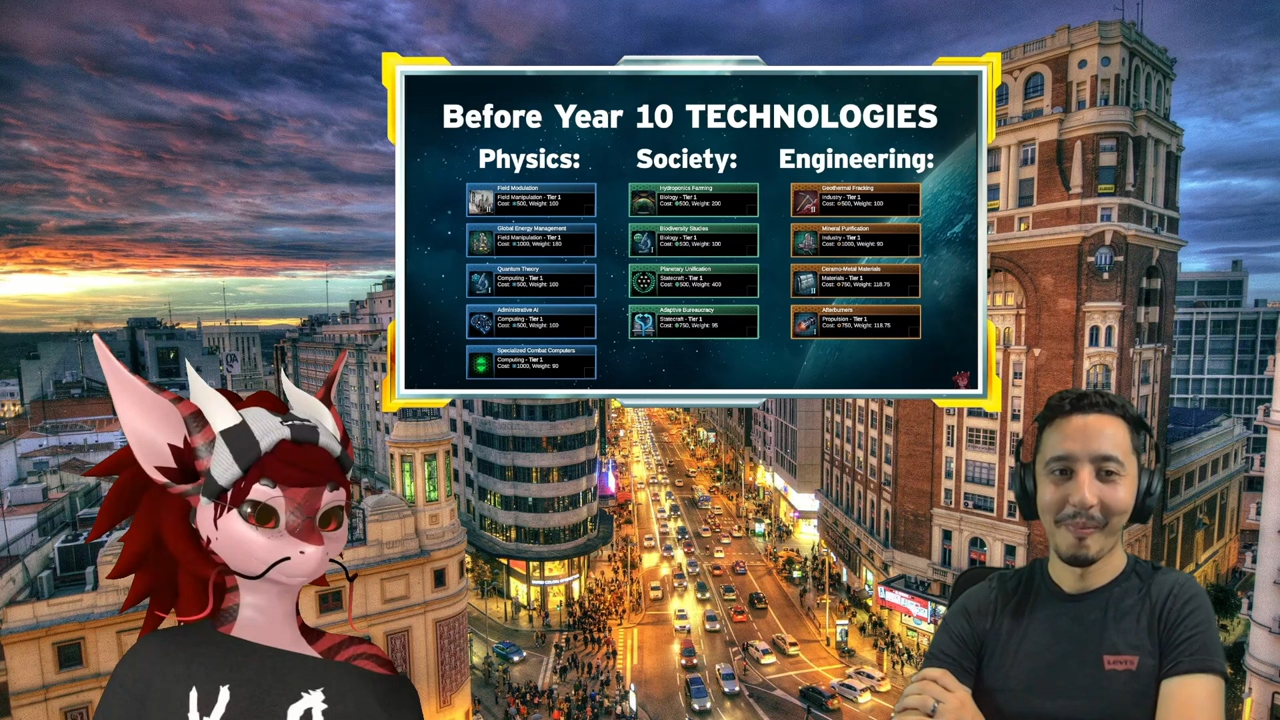 Before Year 10 TECHNOLOGIES
Physics:
Field Modulation
Field Manipulation - Tier 1
Cost: 500, Weight: 100
Global Energy Management
Field Manipulation - Tier 1
Cost: 1000, Weight: 180
Quantum Theory
Computing - Tier 1
Cost: 500, Weight: 100
Administrative AI
Computing - Tier 1
Cost: 500, Weight: 100
Specialized Combat Computers
Computing - Tier 1
Cost: 1000, Weight: 90
Society:
Hydroponics Farming
Biology - Tier 1
Cost: 500, Weight: 200
Biodiversity Studies
Biology - Tier 1
Cost: 500, Weight: 100
Planetary Unification
Statecraft - Tier 1
Cost: 500, Weight: 400
Adaptive Bureaucracy
Statecraft - Tier 1
Cost: 750, Weight: 95
Engineering:
Geothermal Fracking
Industry - Tier 1
Cost: 500, Weight: 100
Mineral Purification
Industry - Tier 1
Cost: 1000, Weight: 90
Ceramo-Metal Materials
Materials - Tier 1
Cost: 750, Weight: 118.75
Afterburners
Propulsion - Tier 1
Cost: 750, Weight: 118.75
Levi's